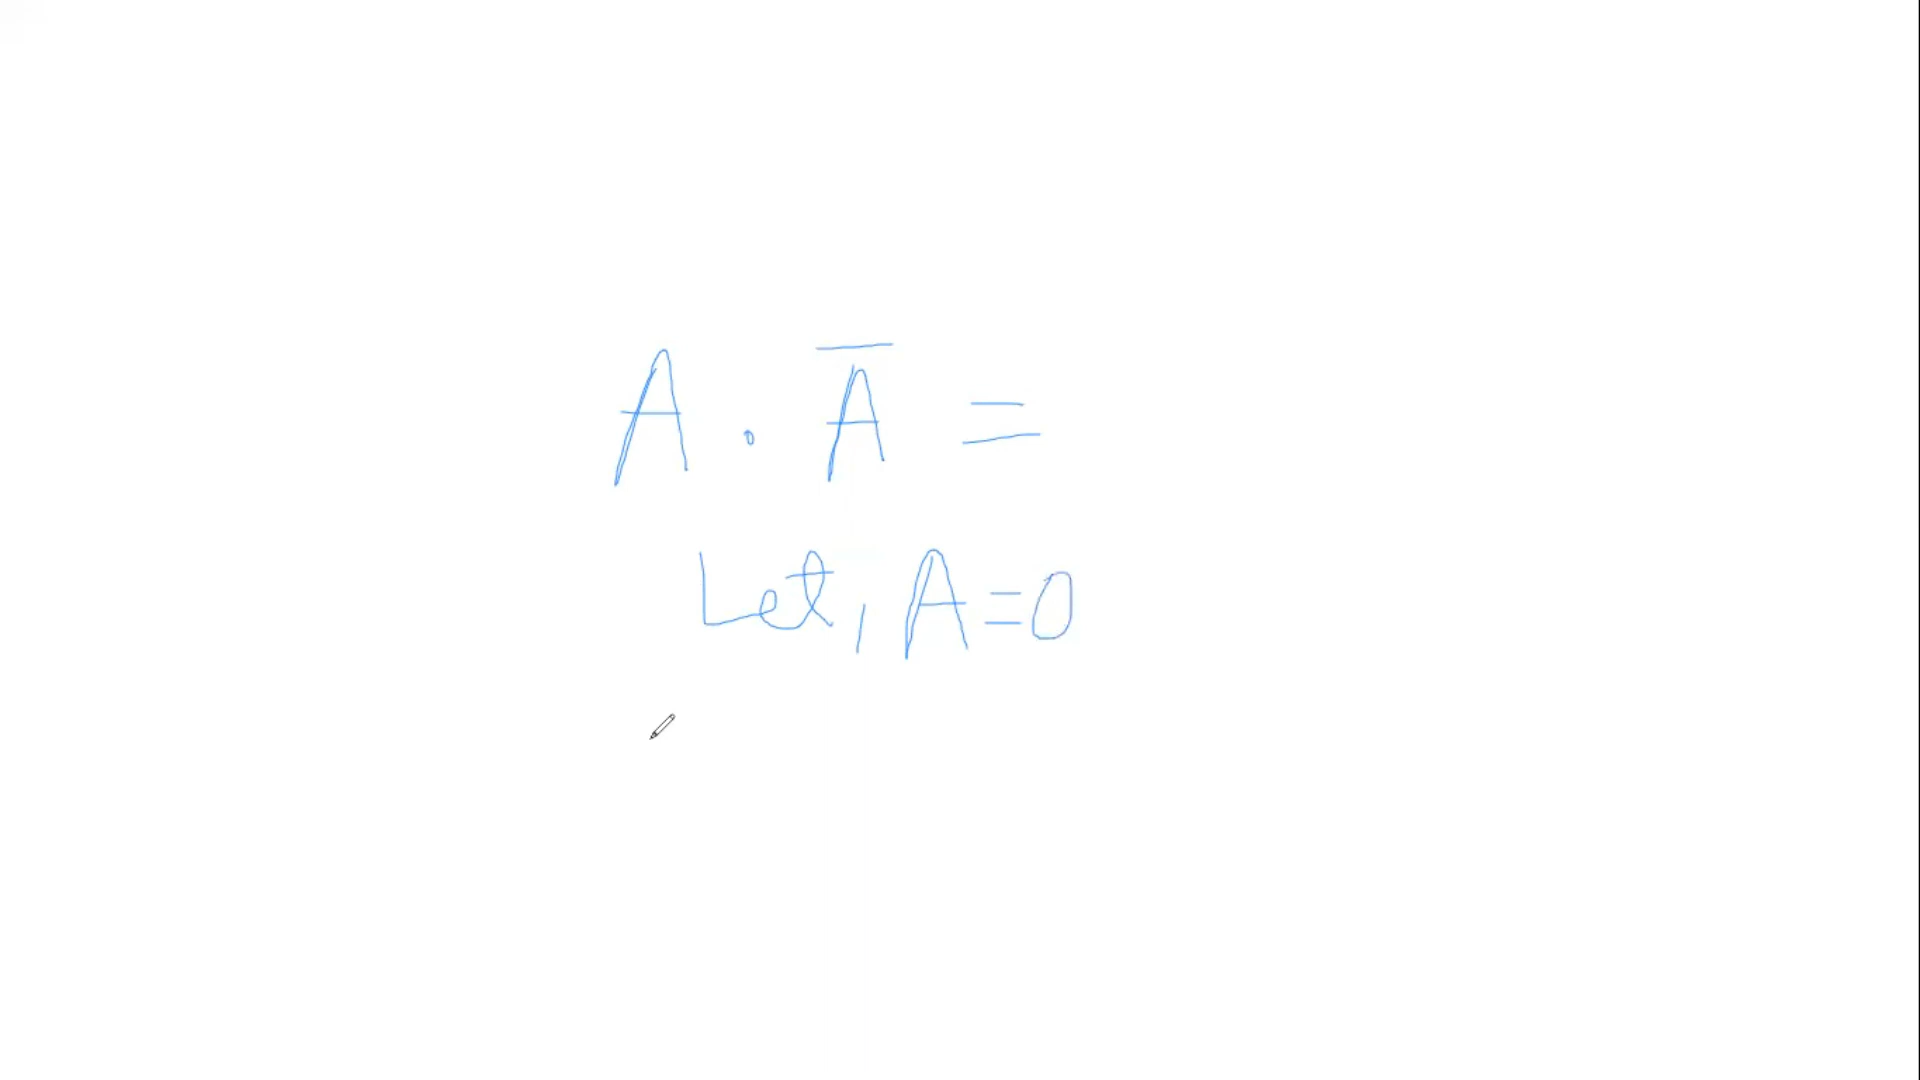 A . A̅ =
Let, A=0